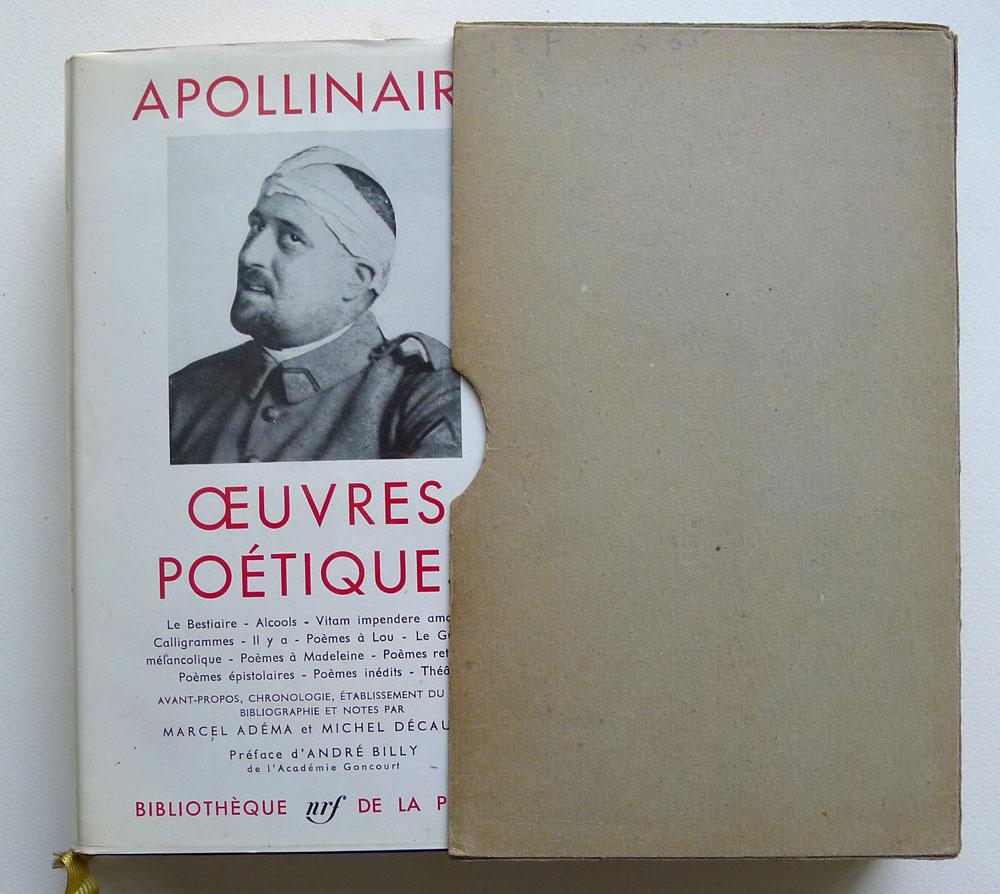 APOLLINAIR
ŒUVRES
POÉTIQUE
Le Bestiaire - Alcools - Vitam impendere amo
Calligrammes - Il y a - Poèmes à Lou - Le Gu
mélancolique - Poèmes à Madeleine - Poèmes ret
Poèmes épistolaires - Poèmes inédits - Théâ
AVANT-PROPOS, CHRONOLOGIE, ÉTABLISSEMENT DU
BIBLIOGRAPHIE ET NOTES PAR
MARCEL ADÉMA et MICHEL DÉCAU
Préface d'ANDRÉ BILLY
de l'Académie Goncourt
BIBLIOTHÈQUE nrf DE LA P